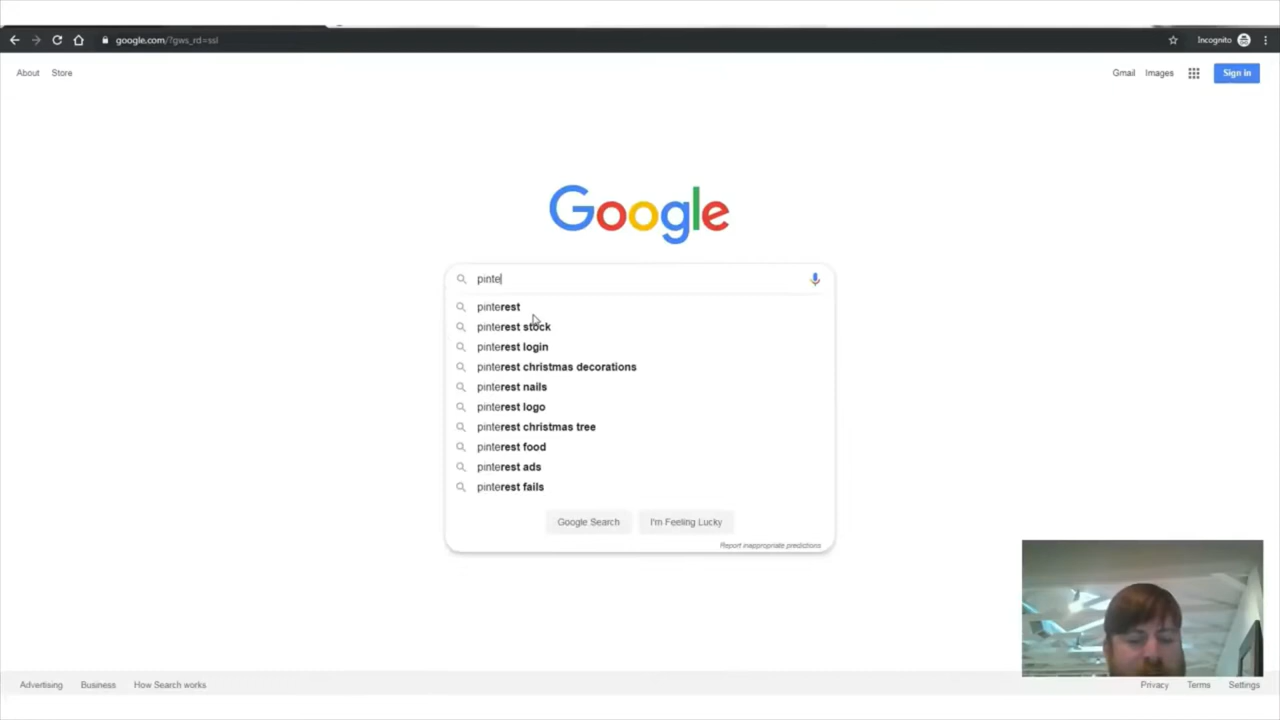 google.com/?gws_rd=ssl
Incognito
About Store
Gmail Images Sign in
Google
pinte
pinterest
pinterest stock
pinterest login
pinterest christmas decorations
pinterest nails
pinterest logo
pinterest christmas tree
pinterest food
pinterest ads
pinterest fails
Google Search I'm Feeling Lucky
Report inappropriate predictions
Advertising Business How Search works
Privacy Terms Settings